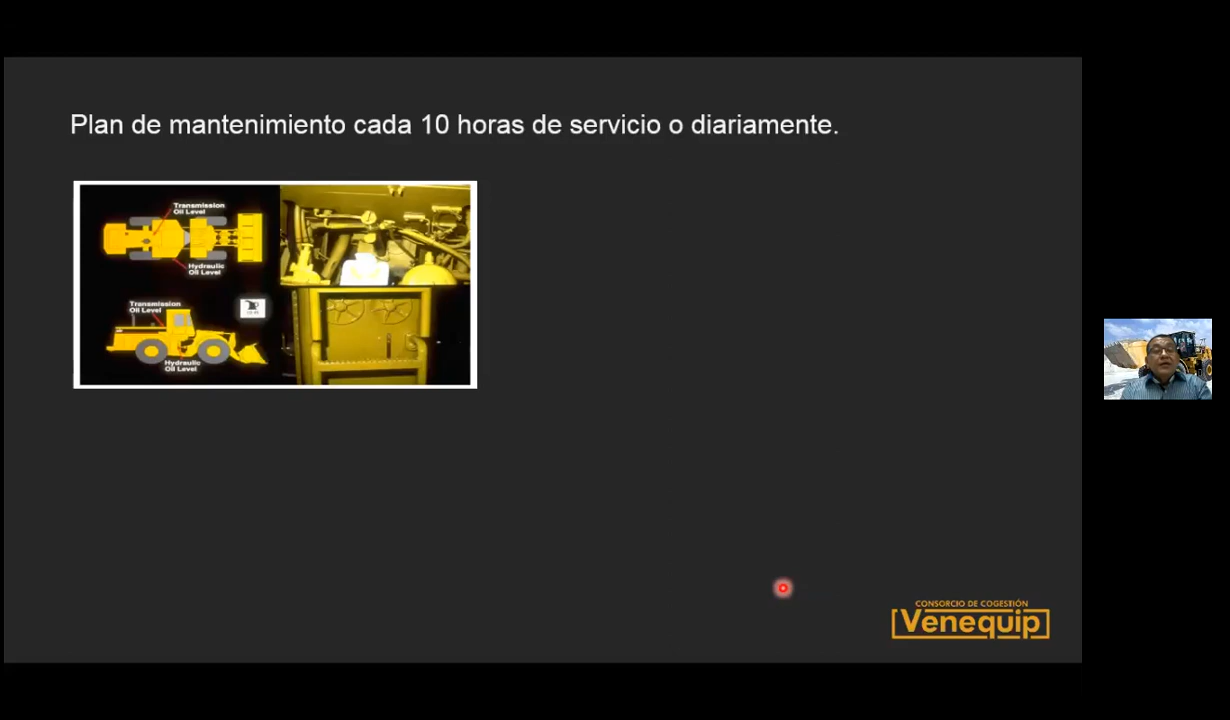 Plan de mantenimiento cada 10 horas de servicio o diariamente.
Transmission
Oil Level
Hydraulic
Oil Level
Transmission
Oil Level
Hydraulic
Oil Level
CONSORCIO DE COGESTIÓN
Venequip